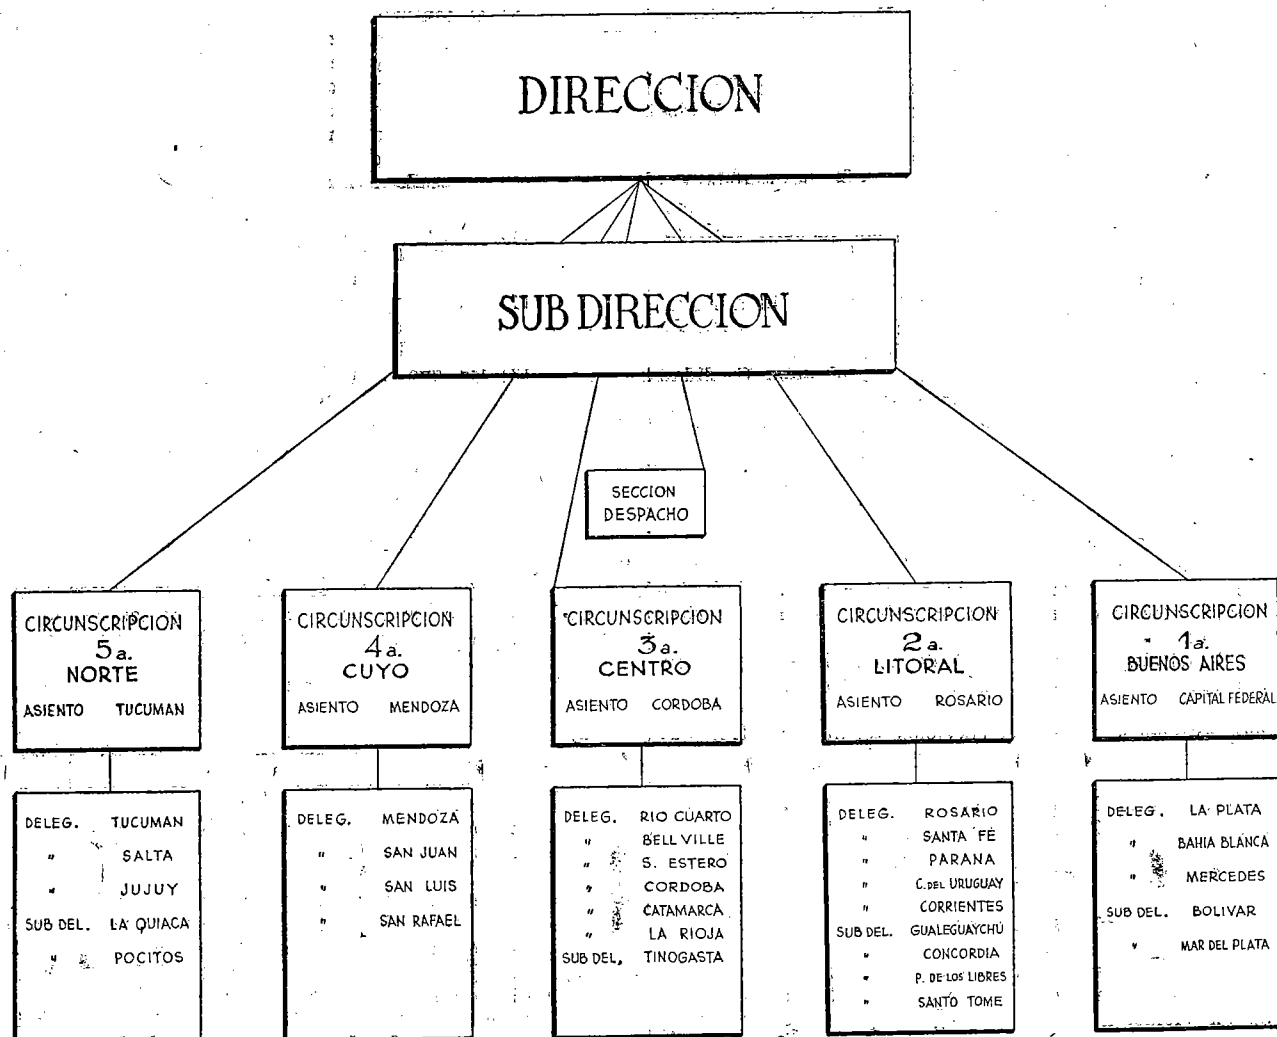 DIRECCION
SUB DIRECCION
SECCION
DESPACHO
CIRCUNSCRIPCION
5a.
NORTE
ASIENTO TUCUMAN
CIRCUNSCRIPCION
4a.
CUYO
ASIENTO MENDOZA
CIRCUNSCRIPCION
3a.
CENTRO
ASIENTO CORDOBA
CIRCUNSCRIPCION
2a.
LITORAL
ASIENTO ROSARIO
CIRCUNSCRIPCION
1a.
BUENOS AIRES
ASIENTO CAPITAL FEDERAL
DELEG. TUCUMAN
" SALTA
" JUJUY
SUB DEL. LA QUIACA
" POCITOS
DELEG. MENDOZA
" SAN JUAN
" SAN LUIS
" SAN RAFAEL
DELEG. RIO CUARTO
" BELL VILLE
" S. ESTERO
" CORDOBA
" CATAMARCA
" LA RIOJA
SUB DEL. TINOGASTA
DELEG. ROSARIO
" SANTA FÉ
" PARANA
" C. DEL URUGUAY
" CORRIENTES
SUB DEL. GUALEGUAYCHÚ
" CONCORDIA
" P. DE LOS LIBRES
" SANTO TOME
DELEG. LA PLATA
" BAHIA BLANCA
" MERCEDES
SUB DEL. BOLIVAR
" MAR DEL PLATA